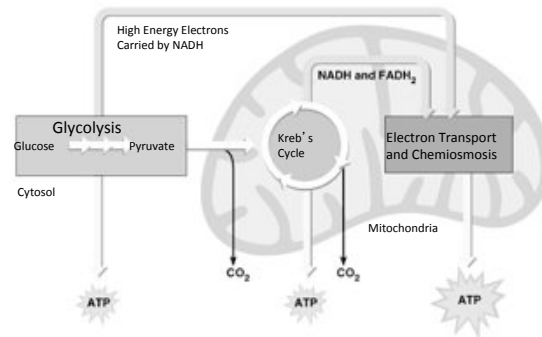 High Energy Electrons
Carried by NADH
NADH and FADH₂
Glycolysis
Glucose
Pyruvate
Kreb's
Cycle
Electron Transport
and Chemiosmosis
Cytosol
Mitochondria
CO₂
CO₂
ATP
ATP
ATP